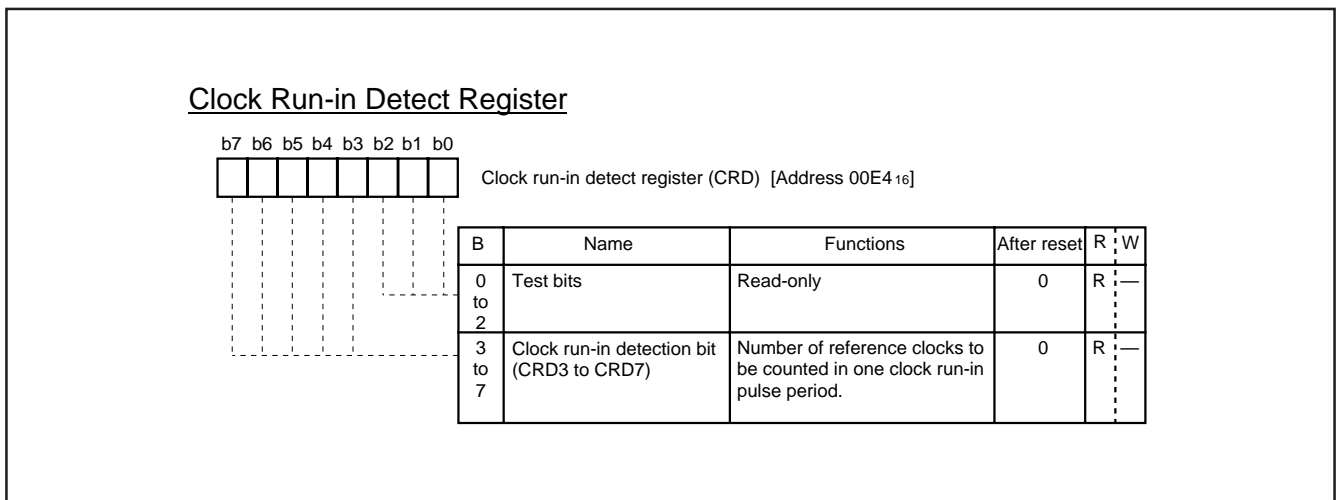 Clock Run-in Detect Register
b7 b6 b5 b4 b3 b2 b1 b0
Clock run-in detect register (CRD) [Address 00E4 16]
B Name Functions After reset R W
0 to 2 Test bits Read-only 0 R —
3 to 7 Clock run-in detection bit (CRD3 to CRD7) Number of reference clocks to be counted in one clock run-in pulse period. 0 R —